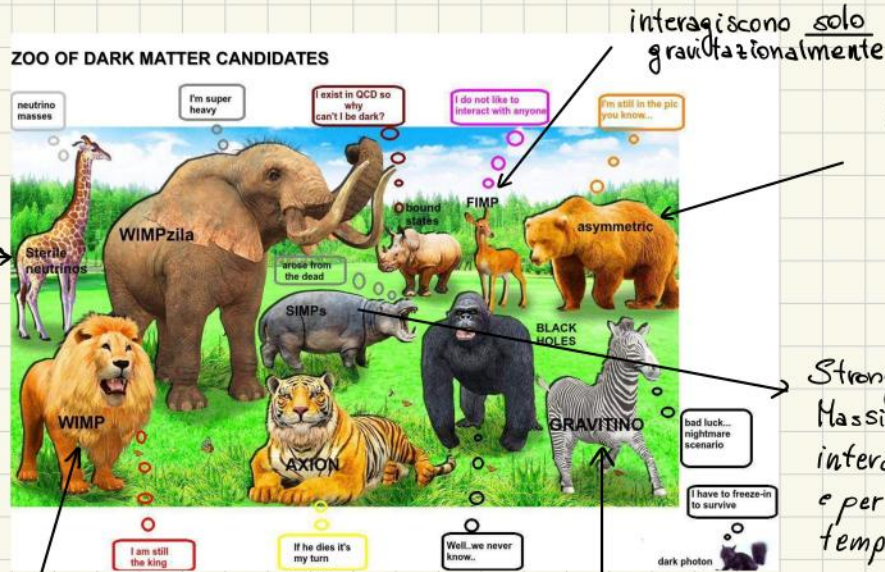 interagiscono solo
gravitazionalmente
ZOO OF DARK MATTER CANDIDATES
neutrino
masses
I'm super
heavy
I exist in QCD so
why
can't I be dark?
I do not like to
interact with anyone
I'm still in the pic
you know...
Sterile
neutrinos
WIMPzila
bound
states
FIMP
asymmetric
arose from
the dead
SIMPs
BLACK
HOLES
WIMP
AXION
GRAVITINO
Strong
Massi
intera
e per
temp
bad luck...
nightmare
scenario
I have to freeze-in
to survive
I am still
the king
If he dies it's
my turn
Well..we never
know..
dark photon